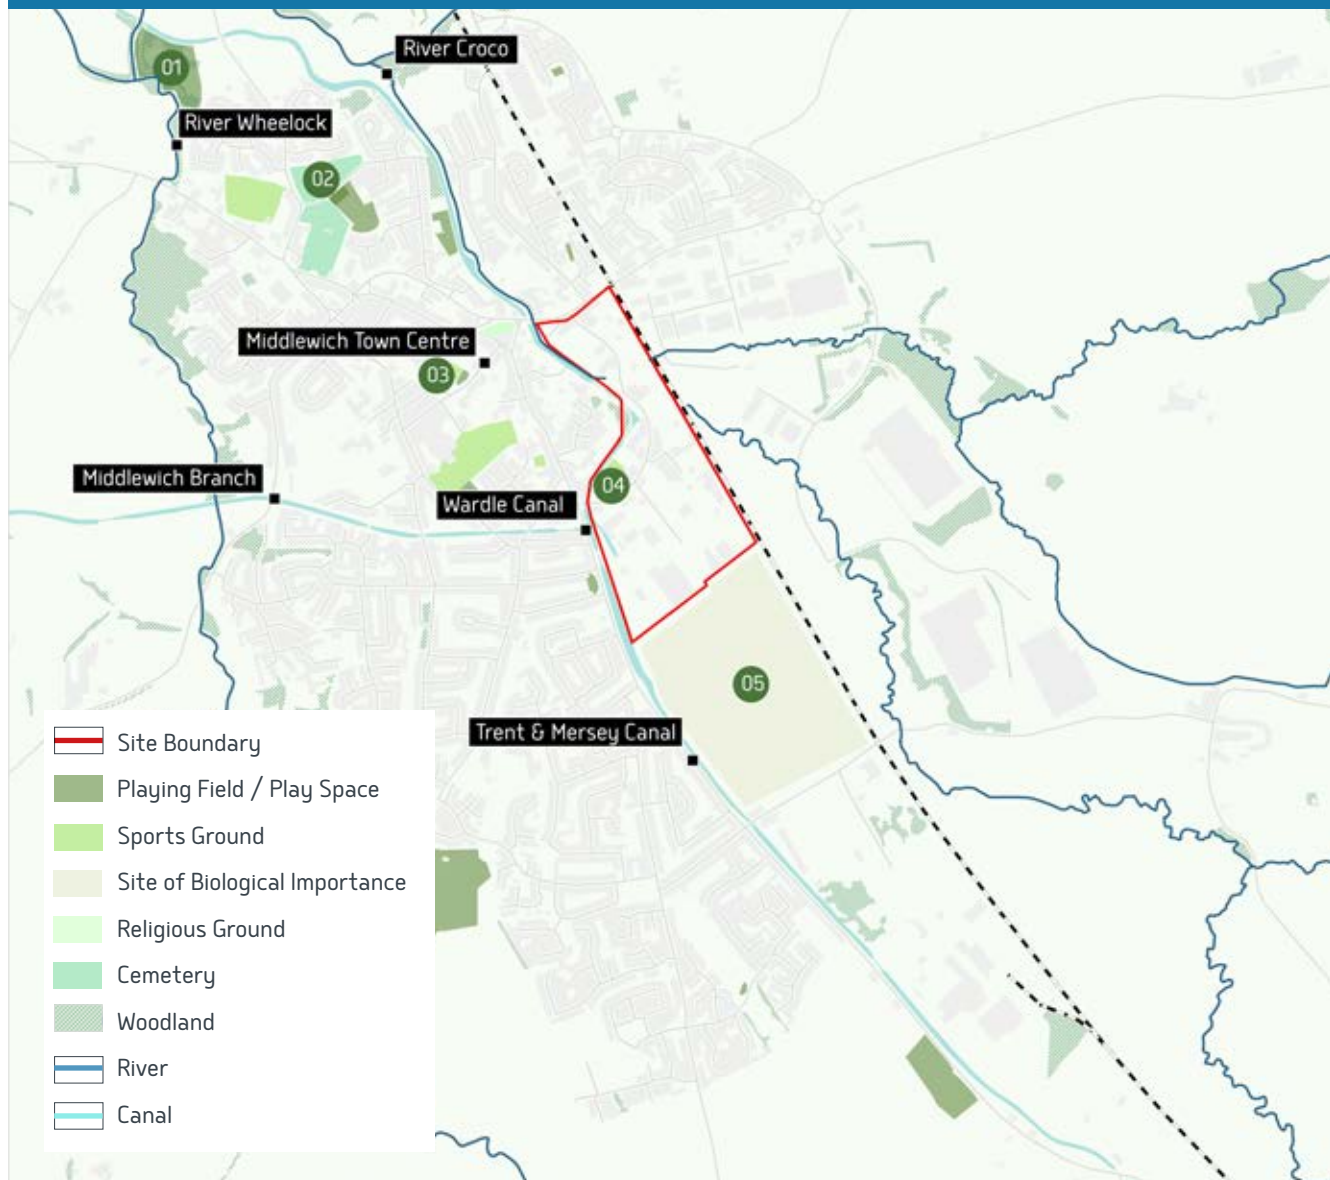 River Croco
01
River Wheelock
02
Middlewich Town Centre
03
Middlewich Branch
04
Wardle Canal
05
Trent & Mersey Canal
Site Boundary
Playing Field / Play Space
Sports Ground
Site of Biological Importance
Religious Ground
Cemetery
Woodland
River
Canal